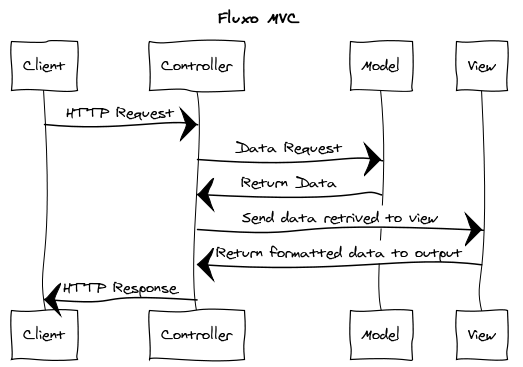 Fluxo MVC
Client Controller Model View
HTTP Request
Data Request
Return Data
Send data retrived to view
Return formatted data to output
HTTP Response
Client Controller Model View